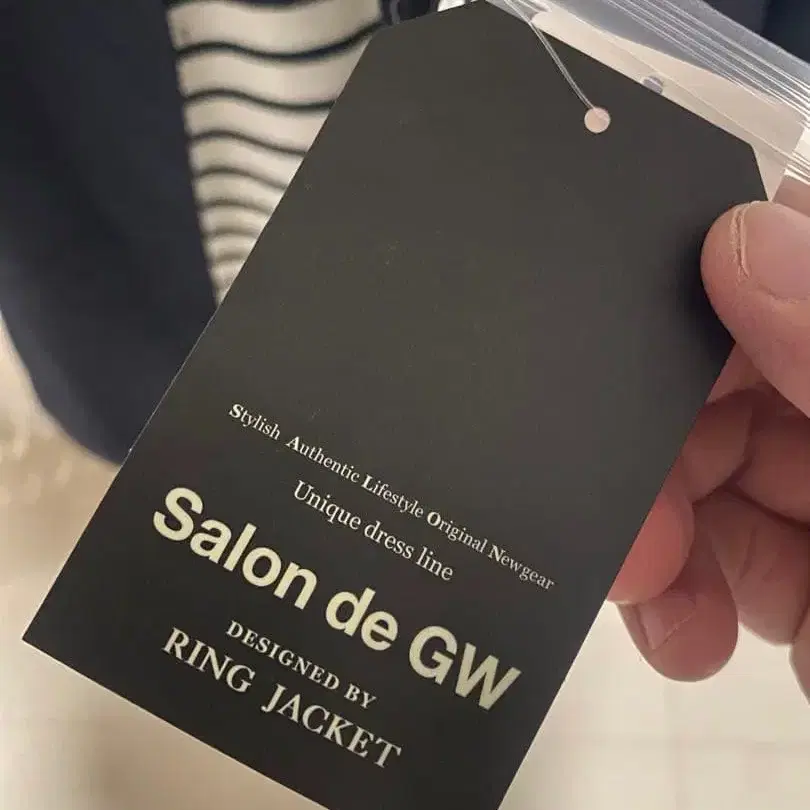 Stylish Authentic Lifestyle Original Newgear
Unique dress line
Salon de GW
DESIGNED BY
RING JACKET